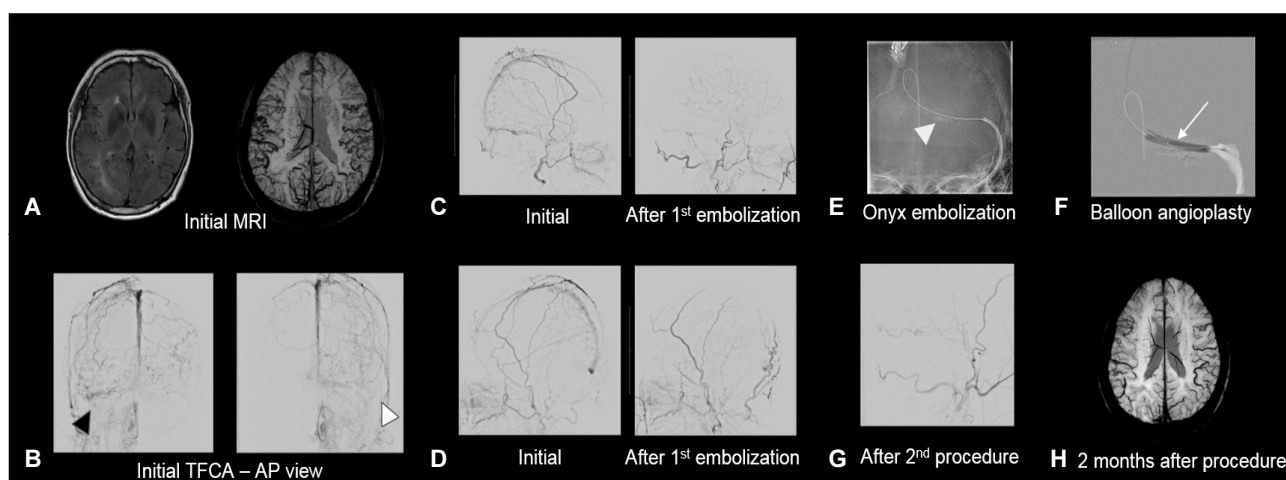 A
Initial MRI
B
Initial TFCA – AP view
C
Initial
After 1st embolization
D
Initial
After 1st embolization
E
Onyx embolization
F
Balloon angioplasty
G
After 2nd procedure
H
2 months after procedure